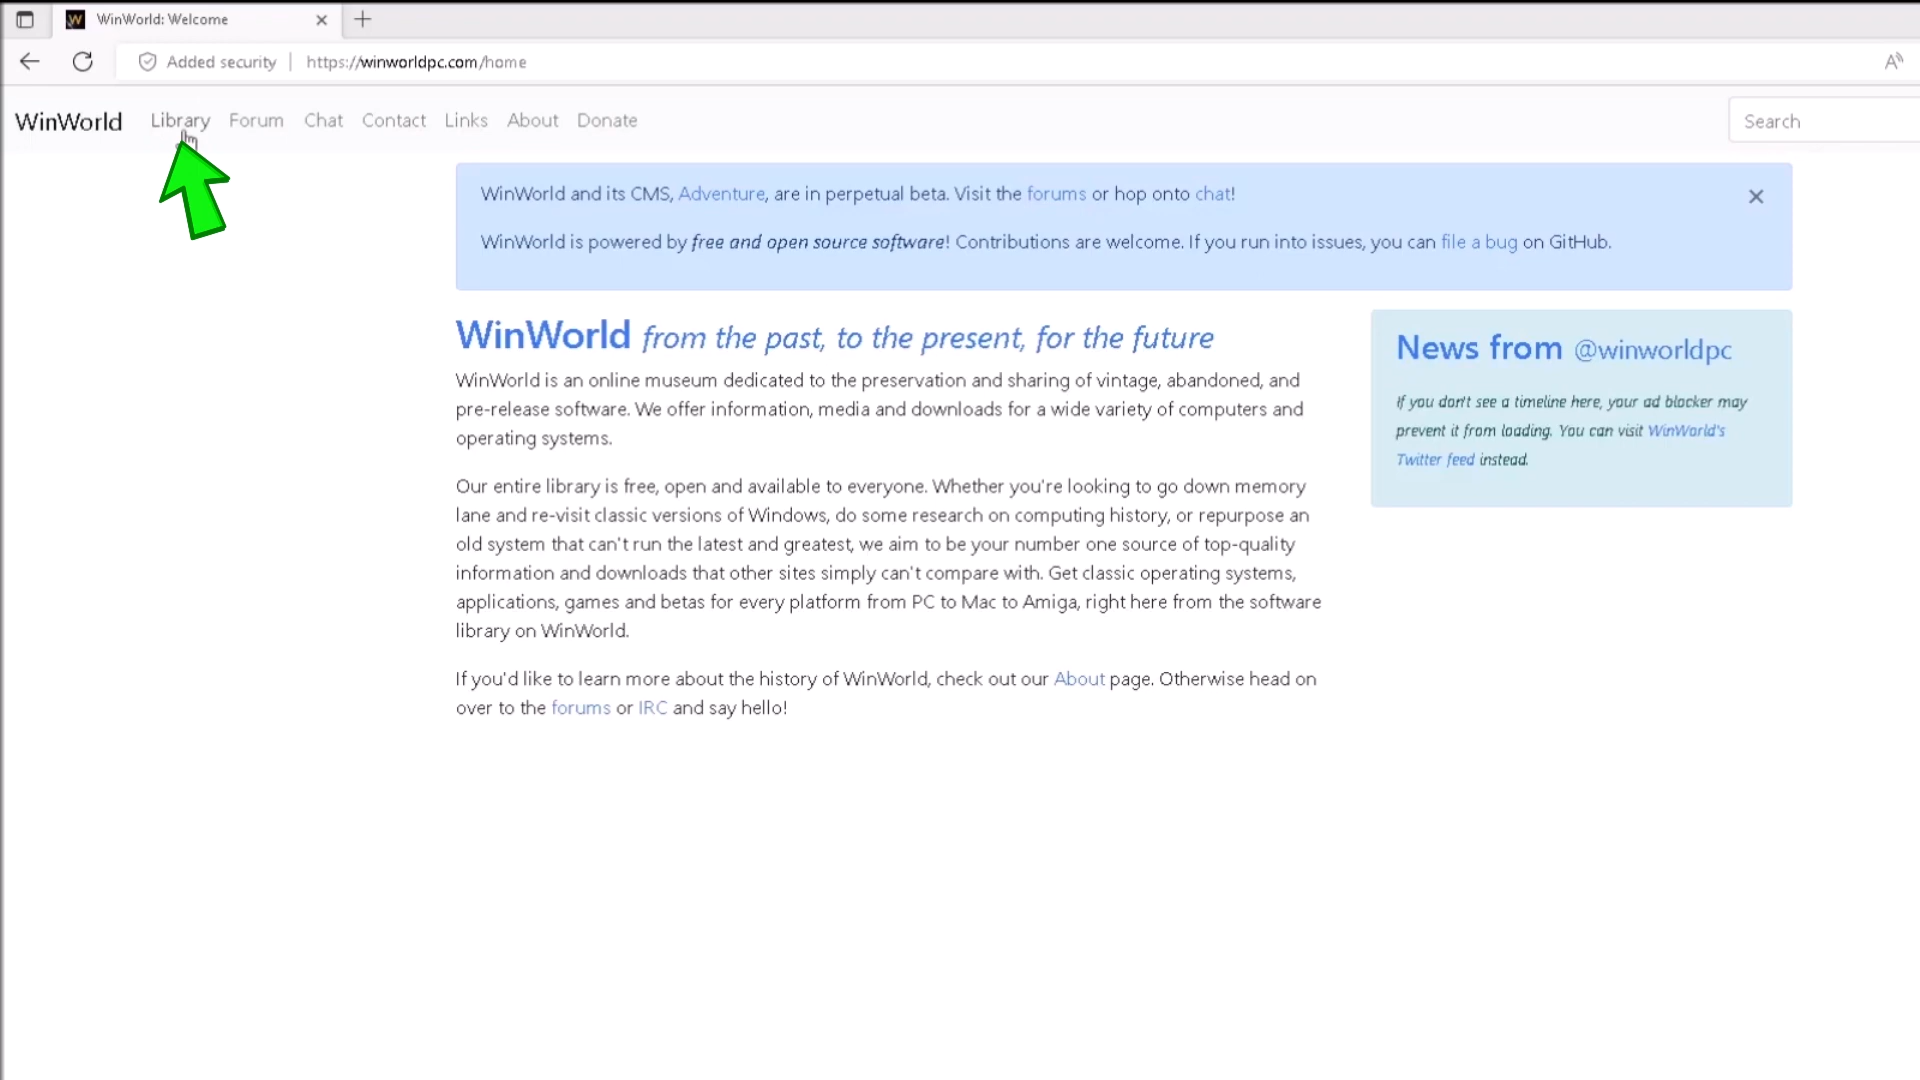 WinWorld: Welcome
Added security | https://winworldpc.com/home
WinWorld Library Forum Chat Contact Links About Donate Search
WinWorld and its CMS, Adventure, are in perpetual beta. Visit the forums or hop onto chat!
WinWorld is powered by free and open source software! Contributions are welcome. If you run into issues, you can file a bug on GitHub.
WinWorld from the past, to the present, for the future
WinWorld is an online museum dedicated to the preservation and sharing of vintage, abandoned, and
pre-release software. We offer information, media and downloads for a wide variety of computers and
operating systems.
Our entire library is free, open and available to everyone. Whether you're looking to go down memory
lane and re-visit classic versions of Windows, do some research on computing history, or repurpose an
old system that can't run the latest and greatest, we aim to be your number one source of top-quality
information and downloads that other sites simply can't compare with. Get classic operating systems,
applications, games and betas for every platform from PC to Mac to Amiga, right here from the software
library on WinWorld.
If you'd like to learn more about the history of WinWorld, check out our About page. Otherwise head on
over to the forums or IRC and say hello!
News from @winworldpc
If you don't see a timeline here, your ad blocker may
prevent it from loading. You can visit WinWorld's
Twitter feed instead.